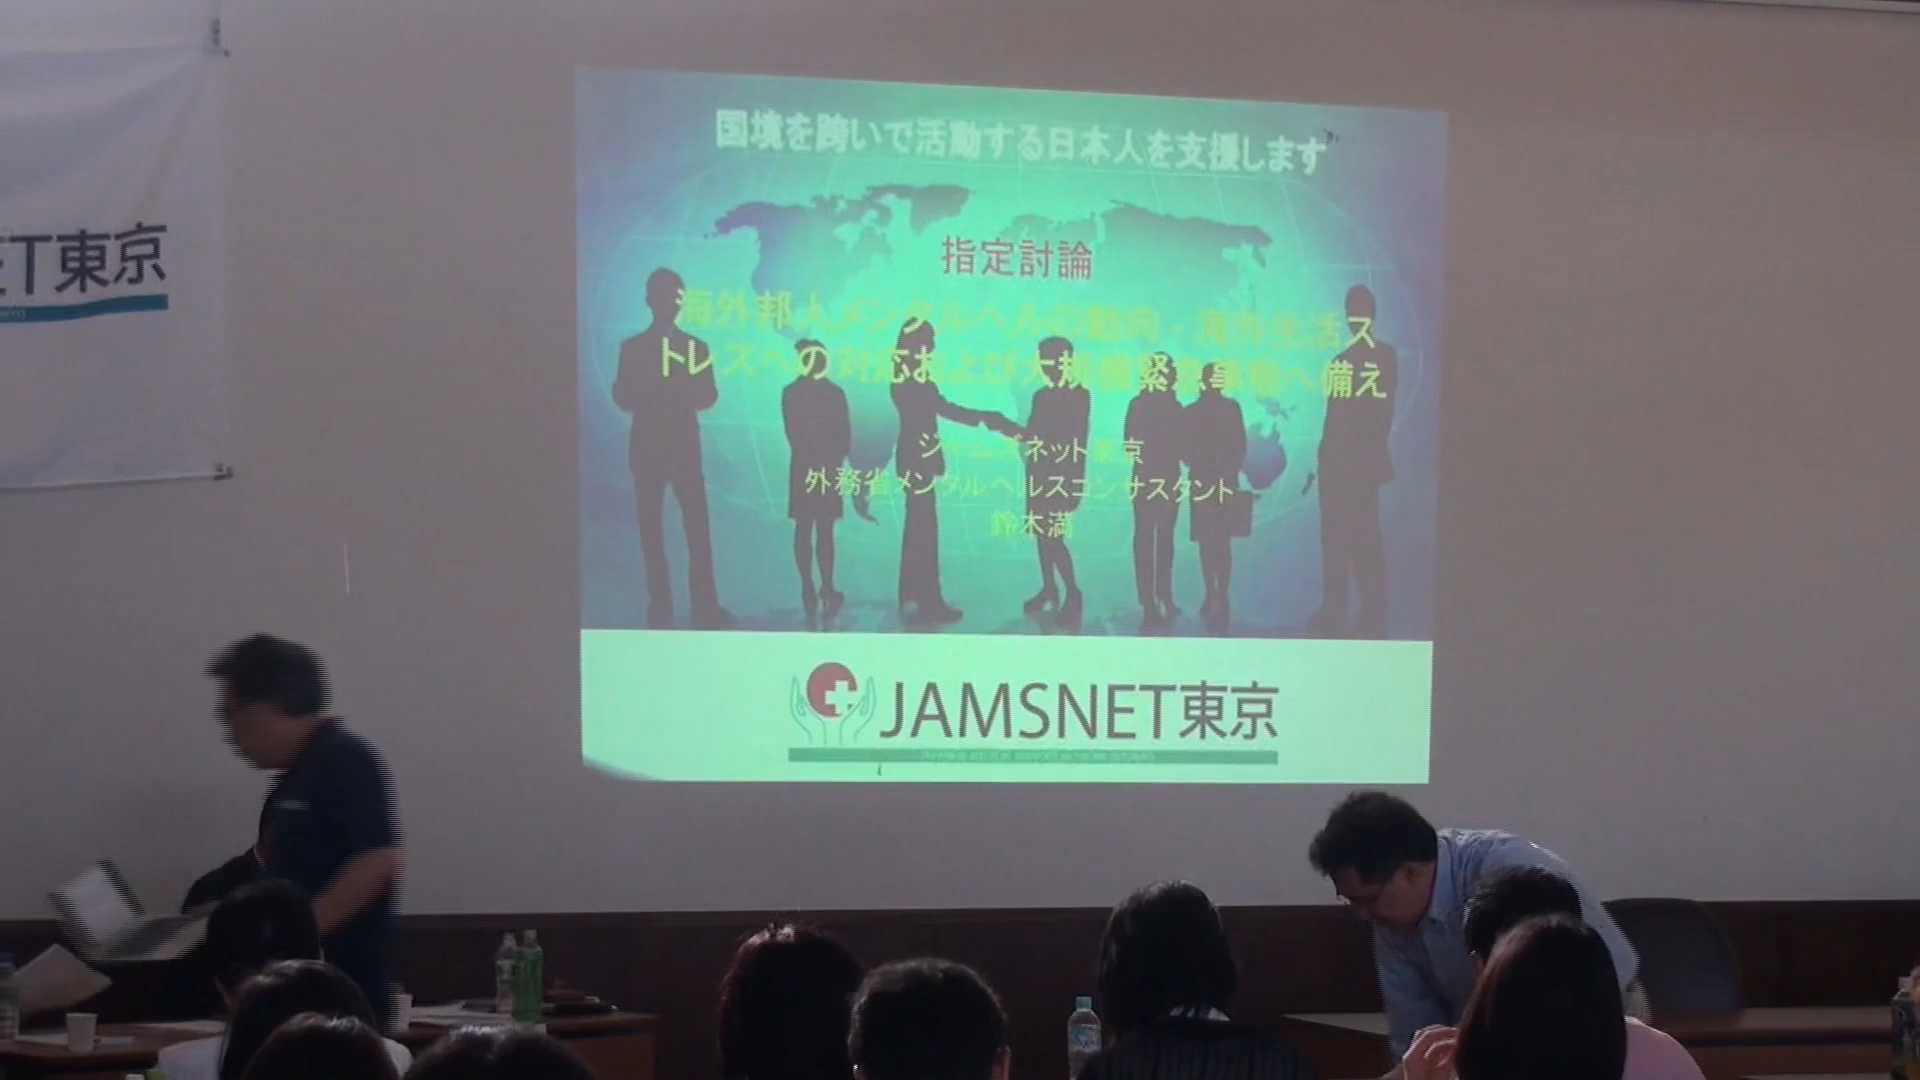 国境を跨いで活動する日本人を支援します
指定討論
海外邦人メンタルヘルの動向・海外生活ス
トレスへの対応および大規模緊急事態へ備え
ジャムズネット東京
外務省メンタルヘルスコンサスタント
鈴木満
JAMSNET東京
ET東京